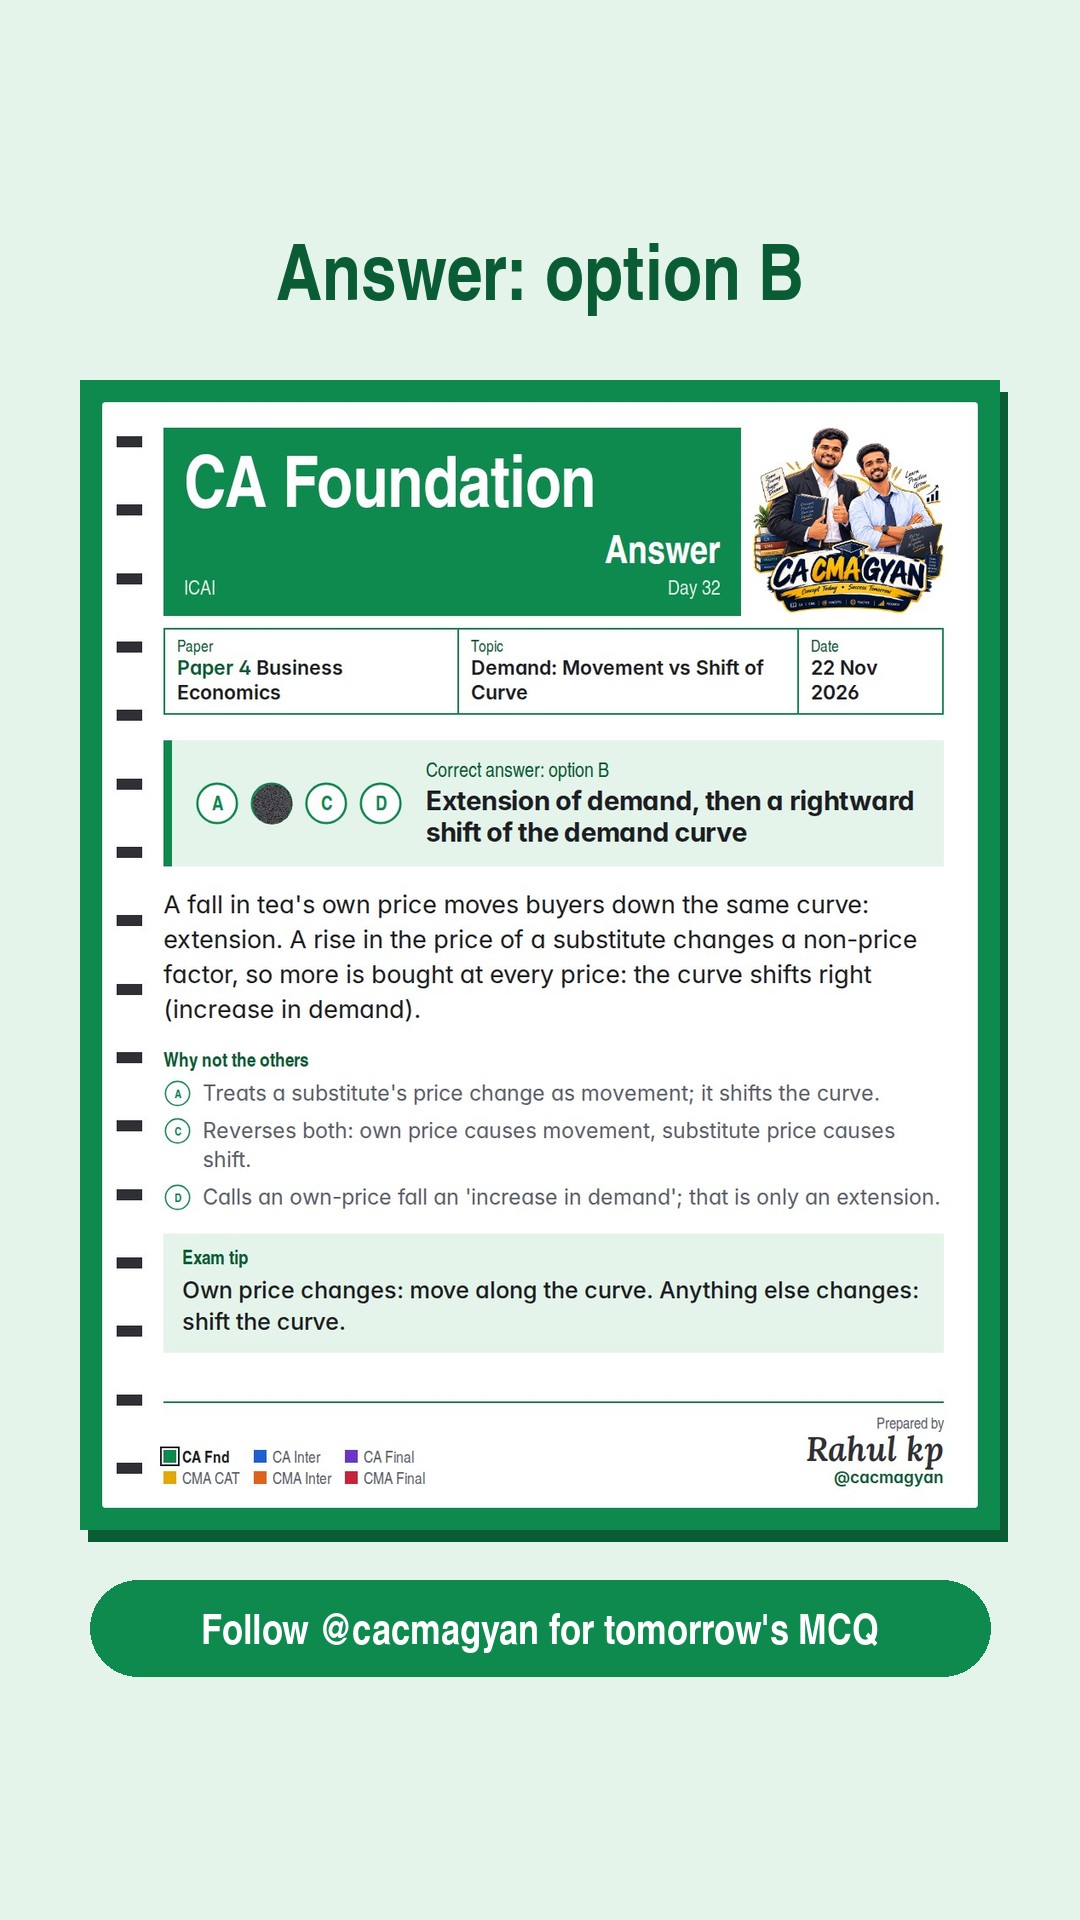 Answer: option B
CA Foundation
Answer
ICAI
Day 32
CA CMA GYAN
Concept Today • Success Tomorrow
Paper
Paper 4 Business
Economics
Topic
Demand: Movement vs Shift of
Curve
Date
22 Nov
2026
A
C
D
Correct answer: option B
Extension of demand, then a rightward
shift of the demand curve
A fall in tea's own price moves buyers down the same curve:
extension. A rise in the price of a substitute changes a non-price
factor, so more is bought at every price: the curve shifts right
(increase in demand).
Why not the others
A Treats a substitute's price change as movement; it shifts the curve.
C Reverses both: own price causes movement, substitute price causes
shift.
D Calls an own-price fall an 'increase in demand'; that is only an extension.
Exam tip
Own price changes: move along the curve. Anything else changes:
shift the curve.
CA Fnd
CA Inter
CA Final
CMA CAT
CMA Inter
CMA Final
Prepared by
Rahul kp
@cacmagyan
Follow @cacmagyan for tomorrow's MCQ